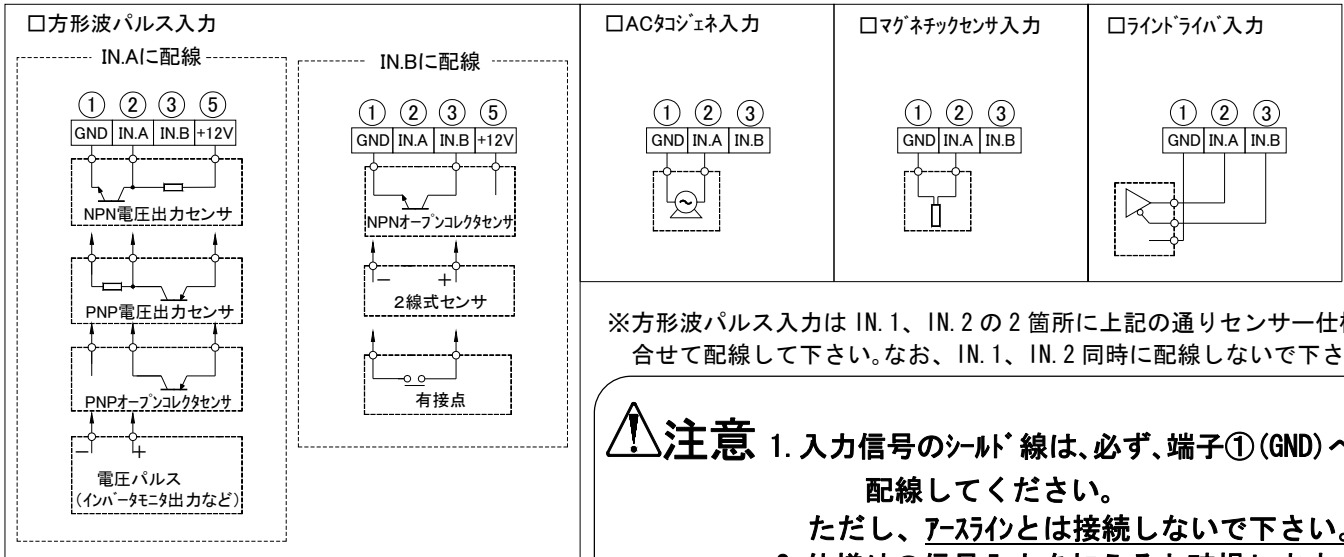 □方形波パルス入力
IN.Aに配線
① ② ③ ⑤
GND IN.A IN.B +12V
NPN電圧出力センサ
PNP電圧出力センサ
PNPオープンコレクタセンサ
- +
電圧パルス
(インバータモニタ出力など)
IN.Bに配線
① ② ③ ⑤
GND IN.A IN.B +12V
NPNオープンコレクタセンサ
- +
2線式センサ
有接点
□ACタコジェネ入力
① ② ③
GND IN.A IN.B
□マグネチックセンサ入力
① ② ③
GND IN.A IN.B
□ラインドライバ入力
① ② ③
GND IN.A IN.B
※方形波パルス入力は IN.1、IN.2 の 2 箇所に上記の通りセンサー仕
合せて配線して下さい。なお、IN.1、IN.2 同時に配線しないで下さ
注意 1.入力信号のシールド線は、必ず、端子①(GND)へ
配線してください。
ただし、アースラインとは接続しないで下さい。